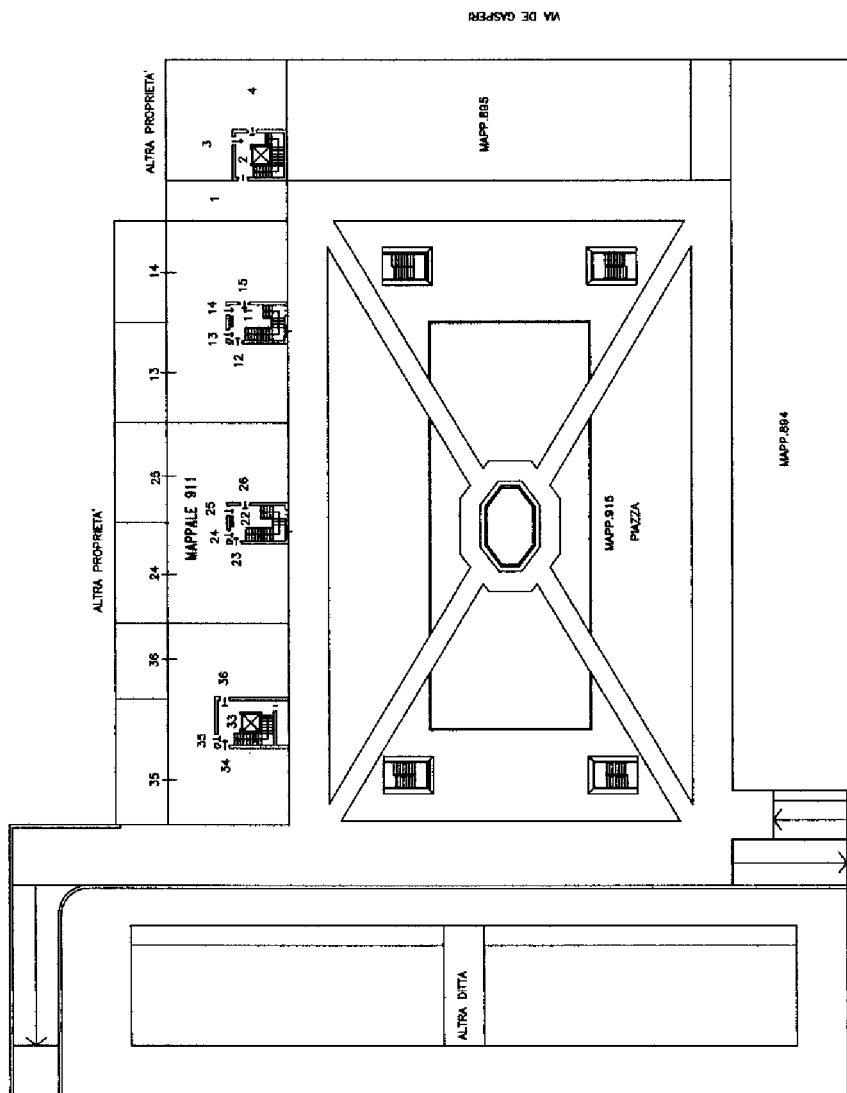 VIA DE GASPERI
ALTRA PROPRIETA'
4
3
2
1
MAPP.895
14
15
14
11
13
12
13
ALTRA PROPRIETA'
25
MAPPALE 911
26
25
22
24
23
24
MAPP.915
PIAZZA
MAPP.894
36
36
33
35
34
35
ALTRA DITTA